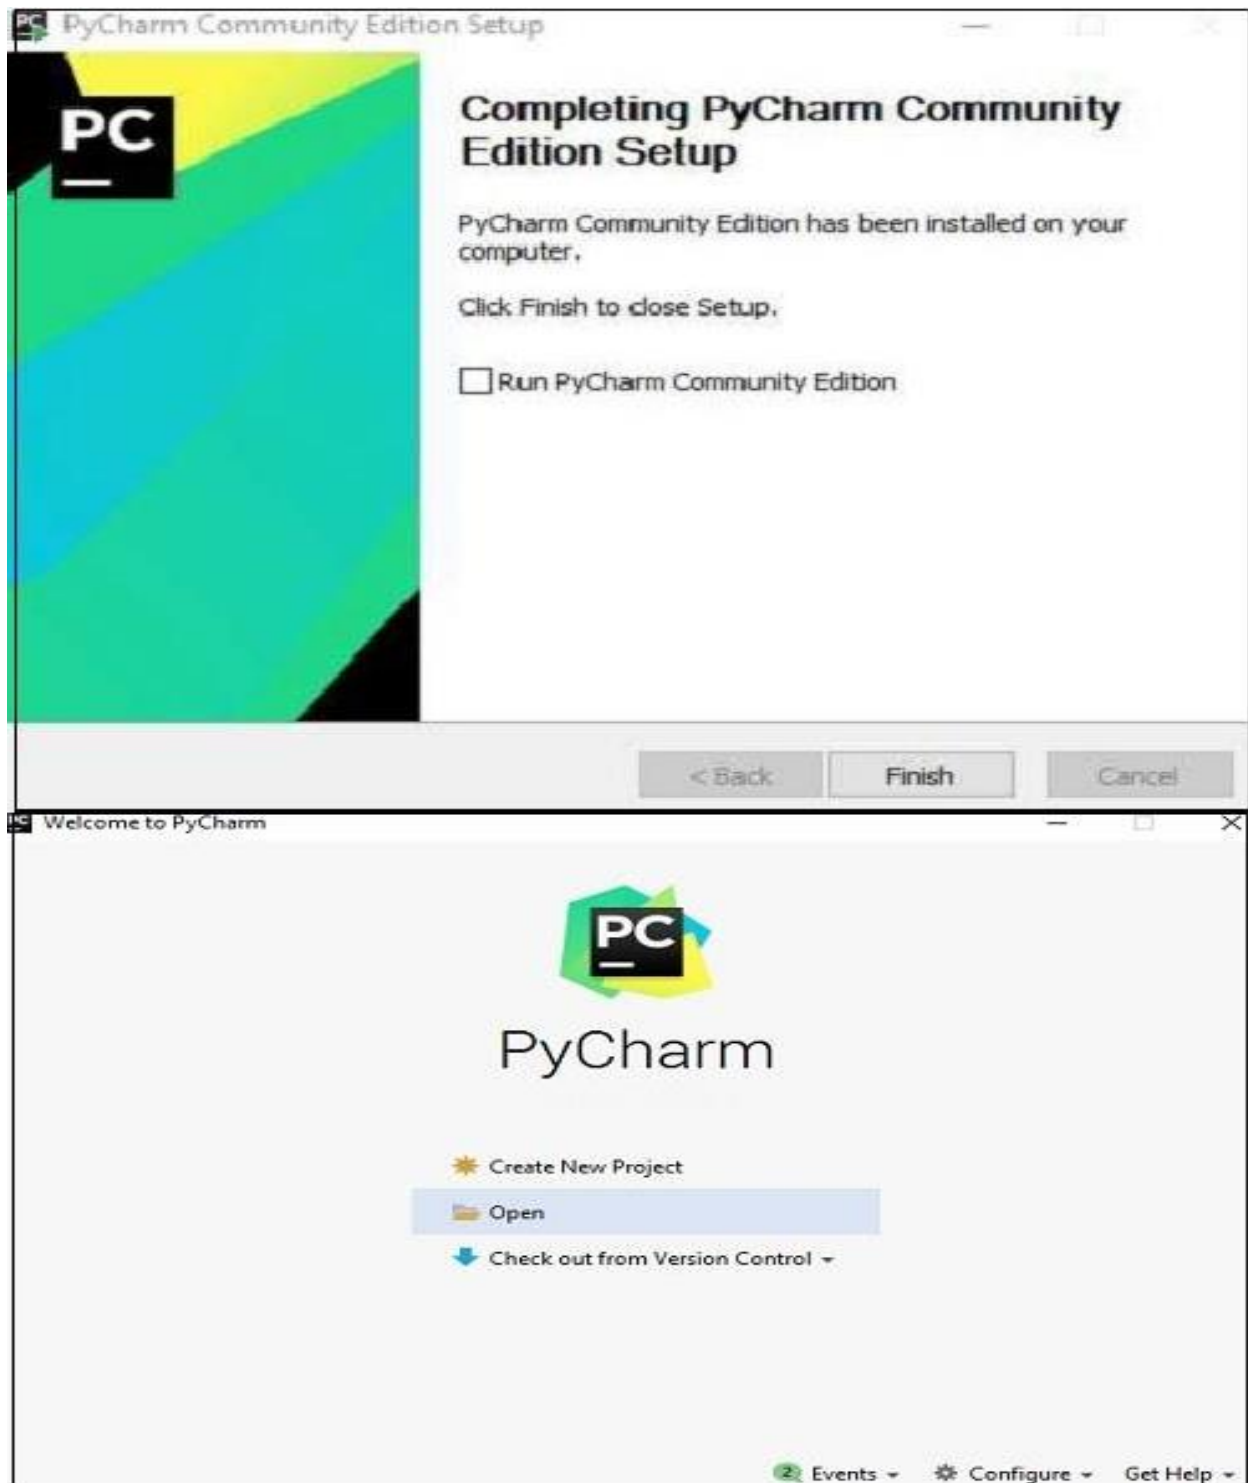 PC PyCharm Community Edition Setup
PC
Completing PyCharm Community
Edition Setup
PyCharm Community Edition has been installed on your
computer.
Click Finish to close Setup.
Run PyCharm Community Edition
< Back Finish Cancel
PC Welcome to PyCharm
PC
PyCharm
Create New Project
Open
Check out from Version Control
2 Events Configure Get Help